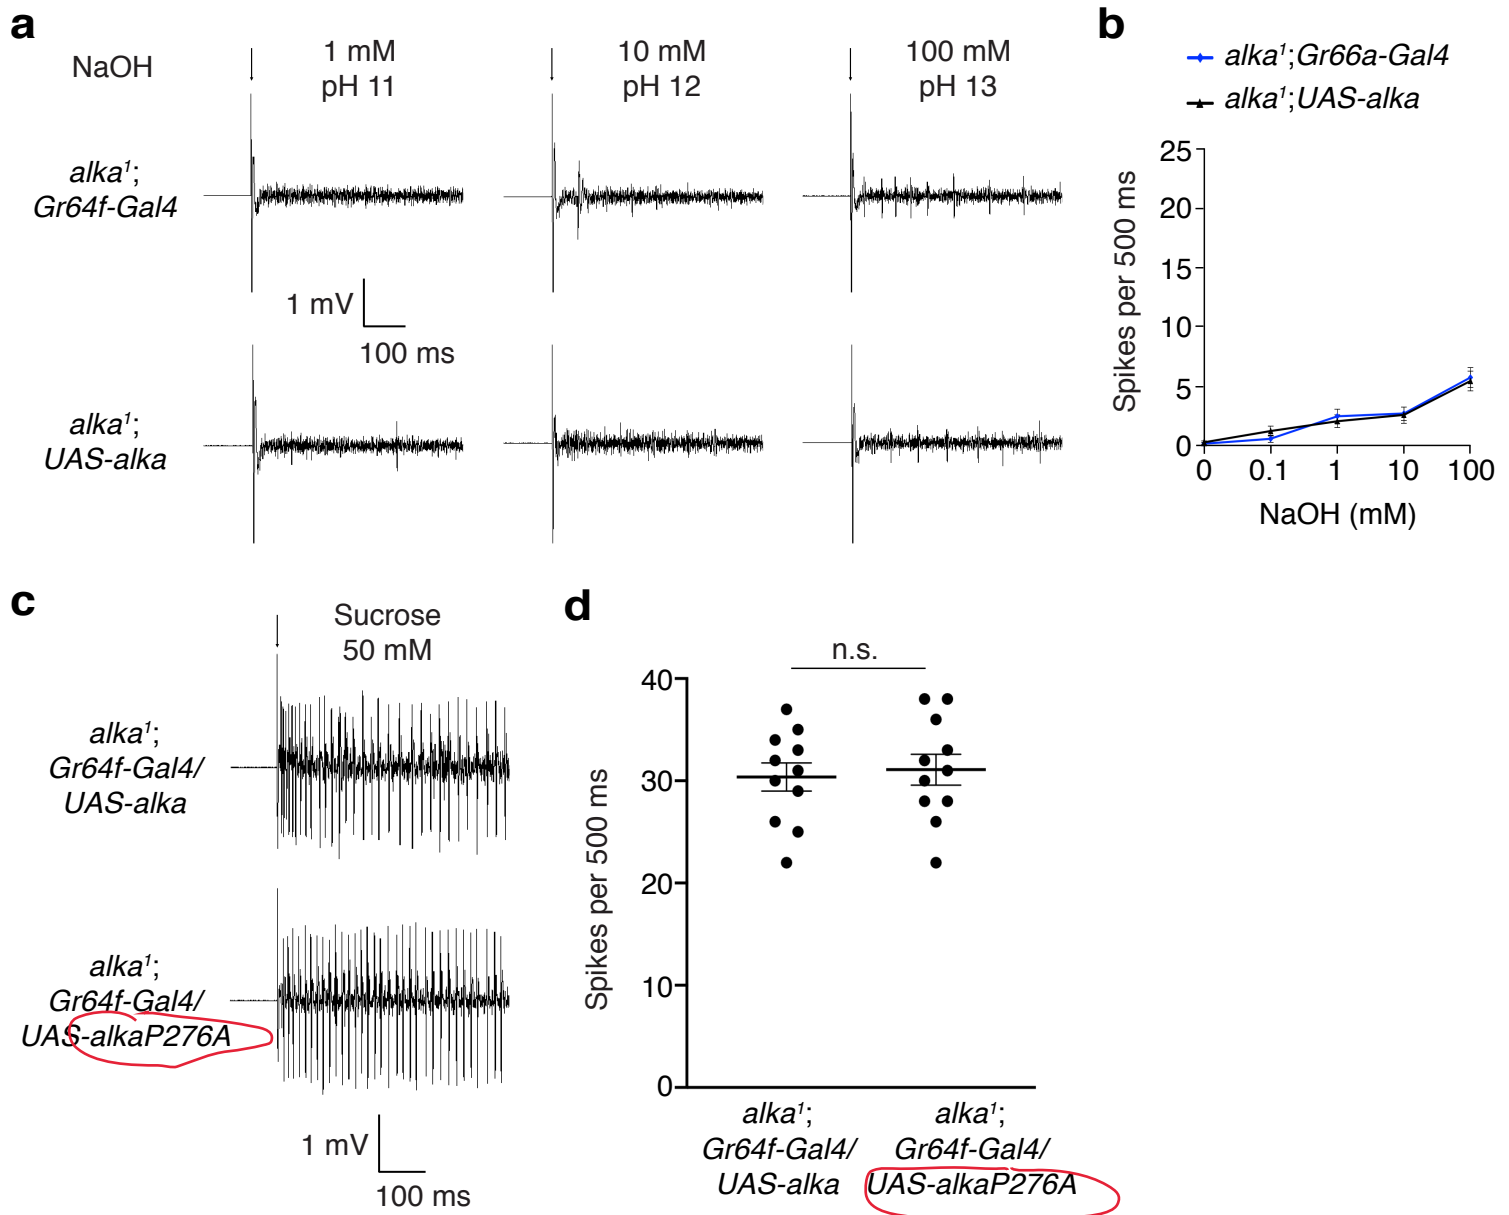 a
NaOH
1 mM
pH 11
10 mM
pH 12
100 mM
pH 13
alka¹;
Gr64f-Gal4
1 mV
100 ms
alka¹;
UAS-alka
b
alka¹;Gr66a-Gal4
alka¹;UAS-alka
Spikes per 500 ms
25
20
15
10
5
0
0 0.1 1 10 100
NaOH (mM)
c
Sucrose
50 mM
alka¹;
Gr64f-Gal4/
UAS-alka
alka¹;
Gr64f-Gal4/
UAS-alkaP276A
1 mV
100 ms
d
n.s.
Spikes per 500 ms
40
30
20
10
0
alka¹;
Gr64f-Gal4/
UAS-alka
alka¹;
Gr64f-Gal4/
UAS-alkaP276A